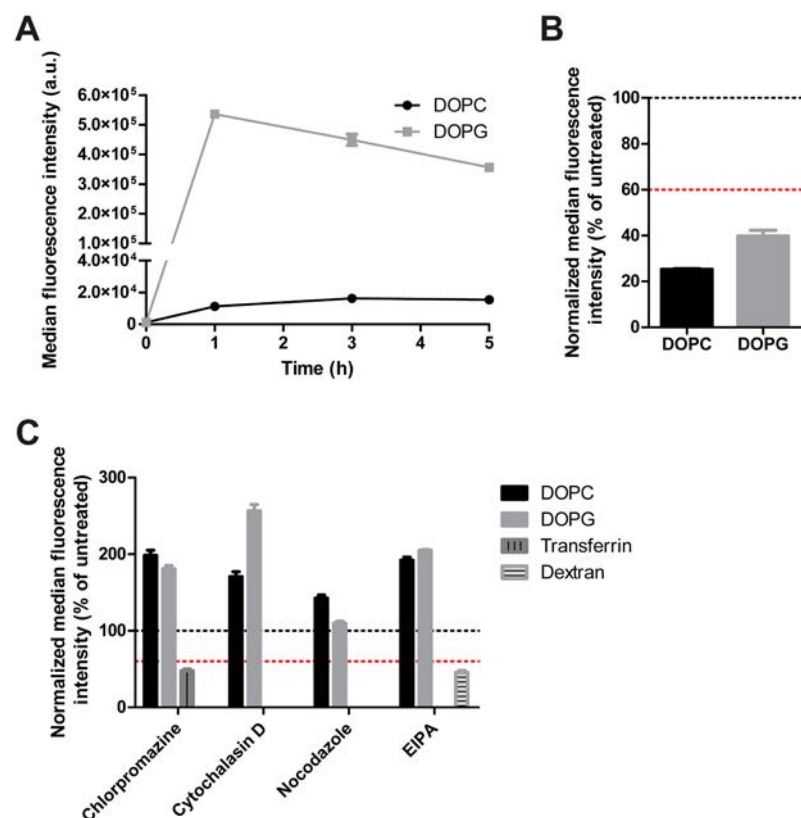 A
Median fluorescence intensity (a.u.)
6.0×10⁵
5.0×10⁵
4.0×10⁵
3.0×10⁵
2.0×10⁵
1.0×10⁵
4.0×10⁴
2.0×10⁴
0
0 1 2 3 4 5
Time (h)
DOPC
DOPG
B
Normalized median fluorescence
intensity (% of untreated)
100
80
60
40
20
0
DOPC DOPG
C
Normalized median fluorescence
intensity (% of untreated)
300
200
100
0
Chlorpromazine
Cytochalasin D
Nocodazole
EIPA
DOPC
DOPG
Transferrin
Dextran